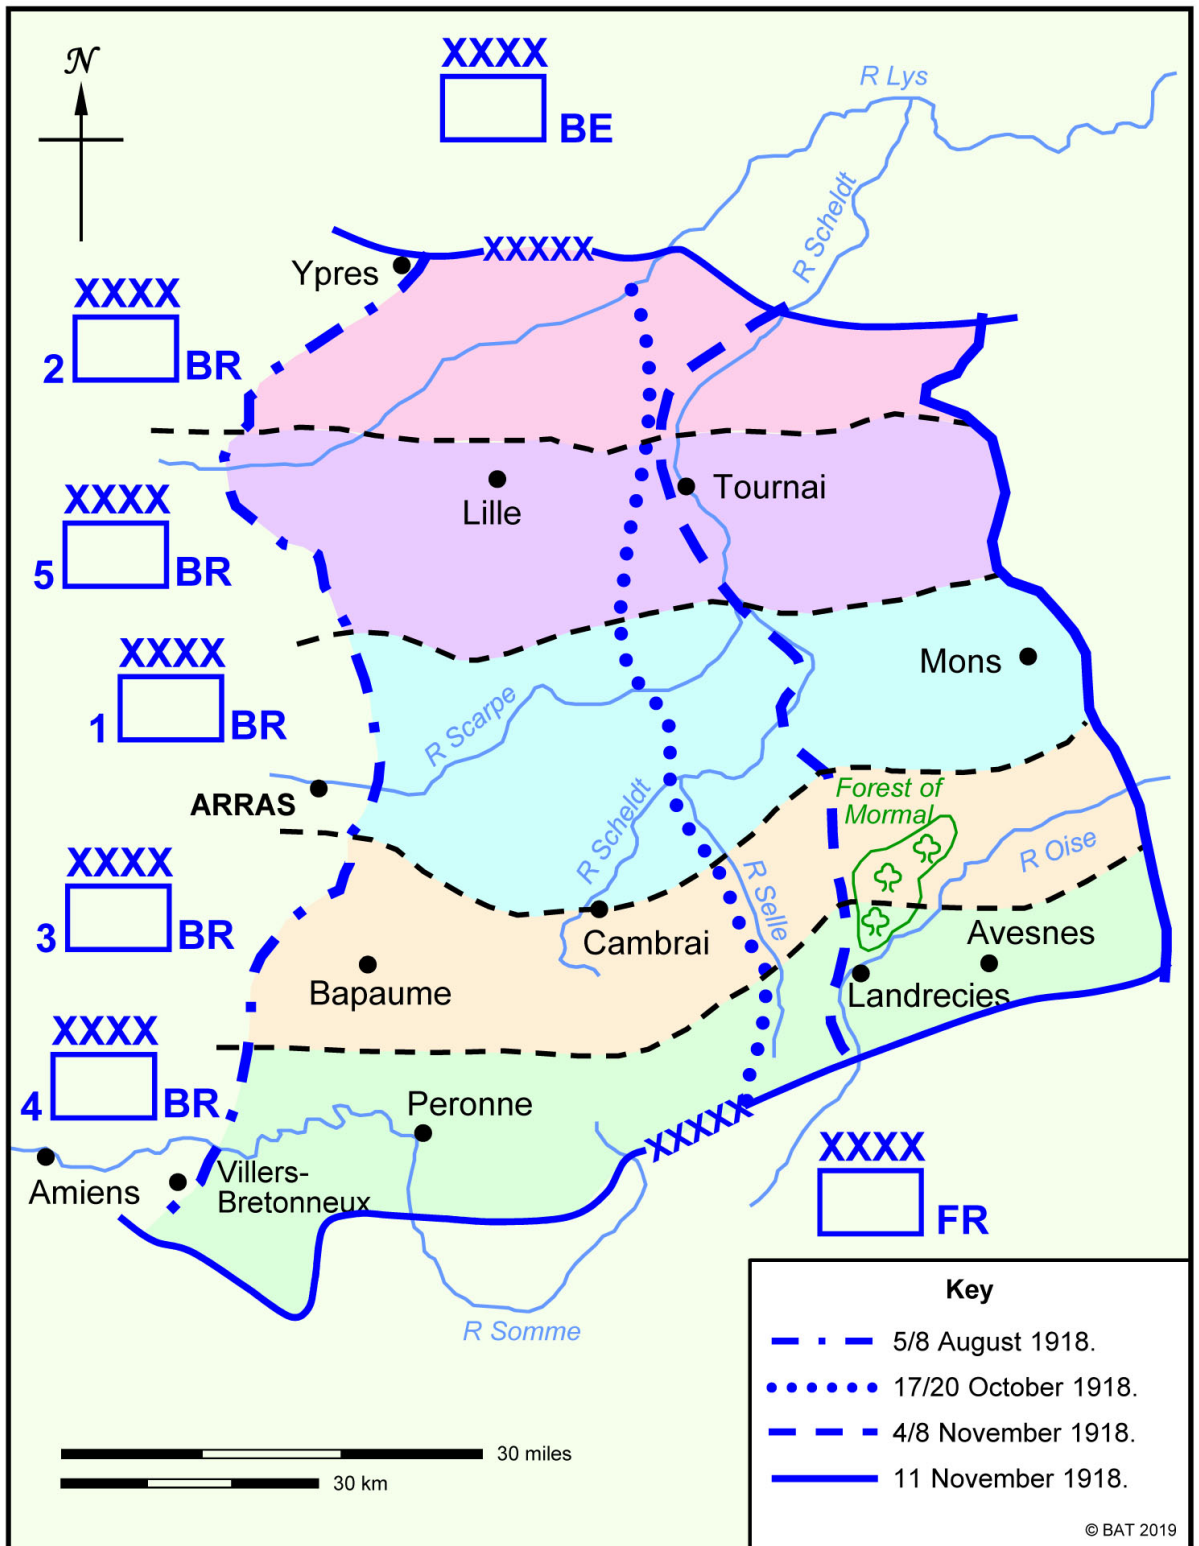 N
XXXX
BE
R Lys
R Scheldt
XXXXX
Ypres
XXXX
2 BR
XXXX
5 BR
Lille
Tournai
XXXX
1 BR
Mons
R Scarpe
ARRAS
R Scheldt
Forest of
Mormal
R Oise
XXXX
3 BR
R Selle
Cambrai
Avesnes
Bapaume
Landrecies
XXXX
4 BR
Peronne
XXXXX
XXXX
FR
Amiens
Villers-
Bretonneux
R Somme
Key
5/8 August 1918.
17/20 October 1918.
4/8 November 1918.
11 November 1918.
30 miles
30 km
© BAT 2019